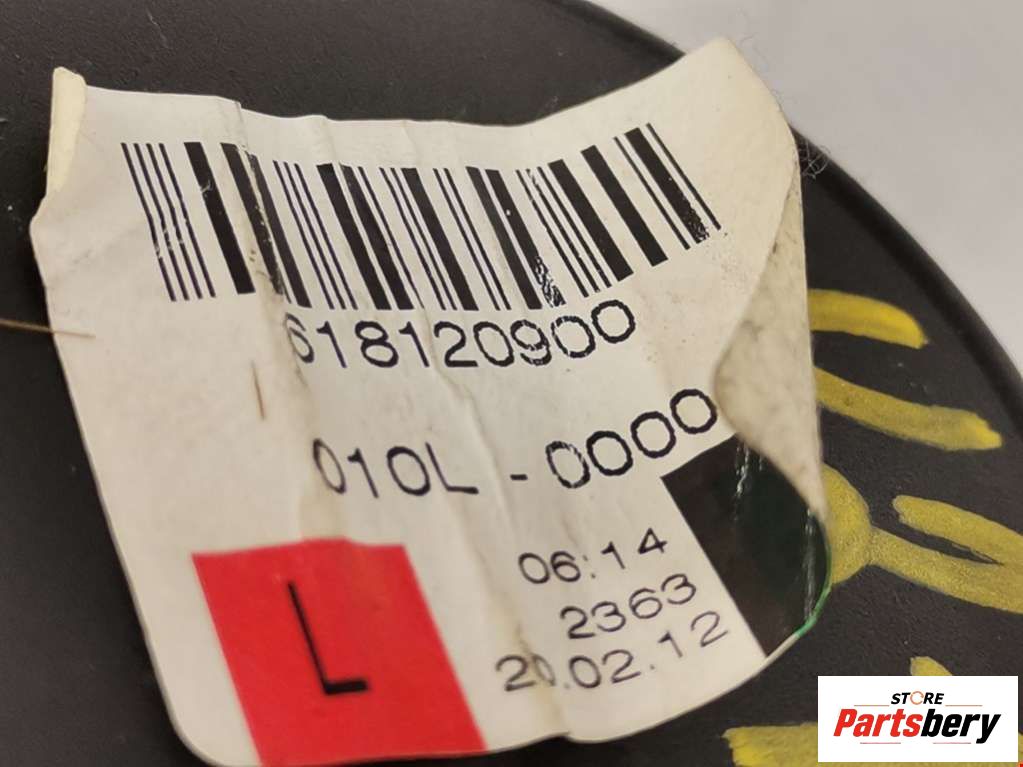 618120900
010L - 0000
06:14
2363
20.02.12
L
STORE
Partsbery